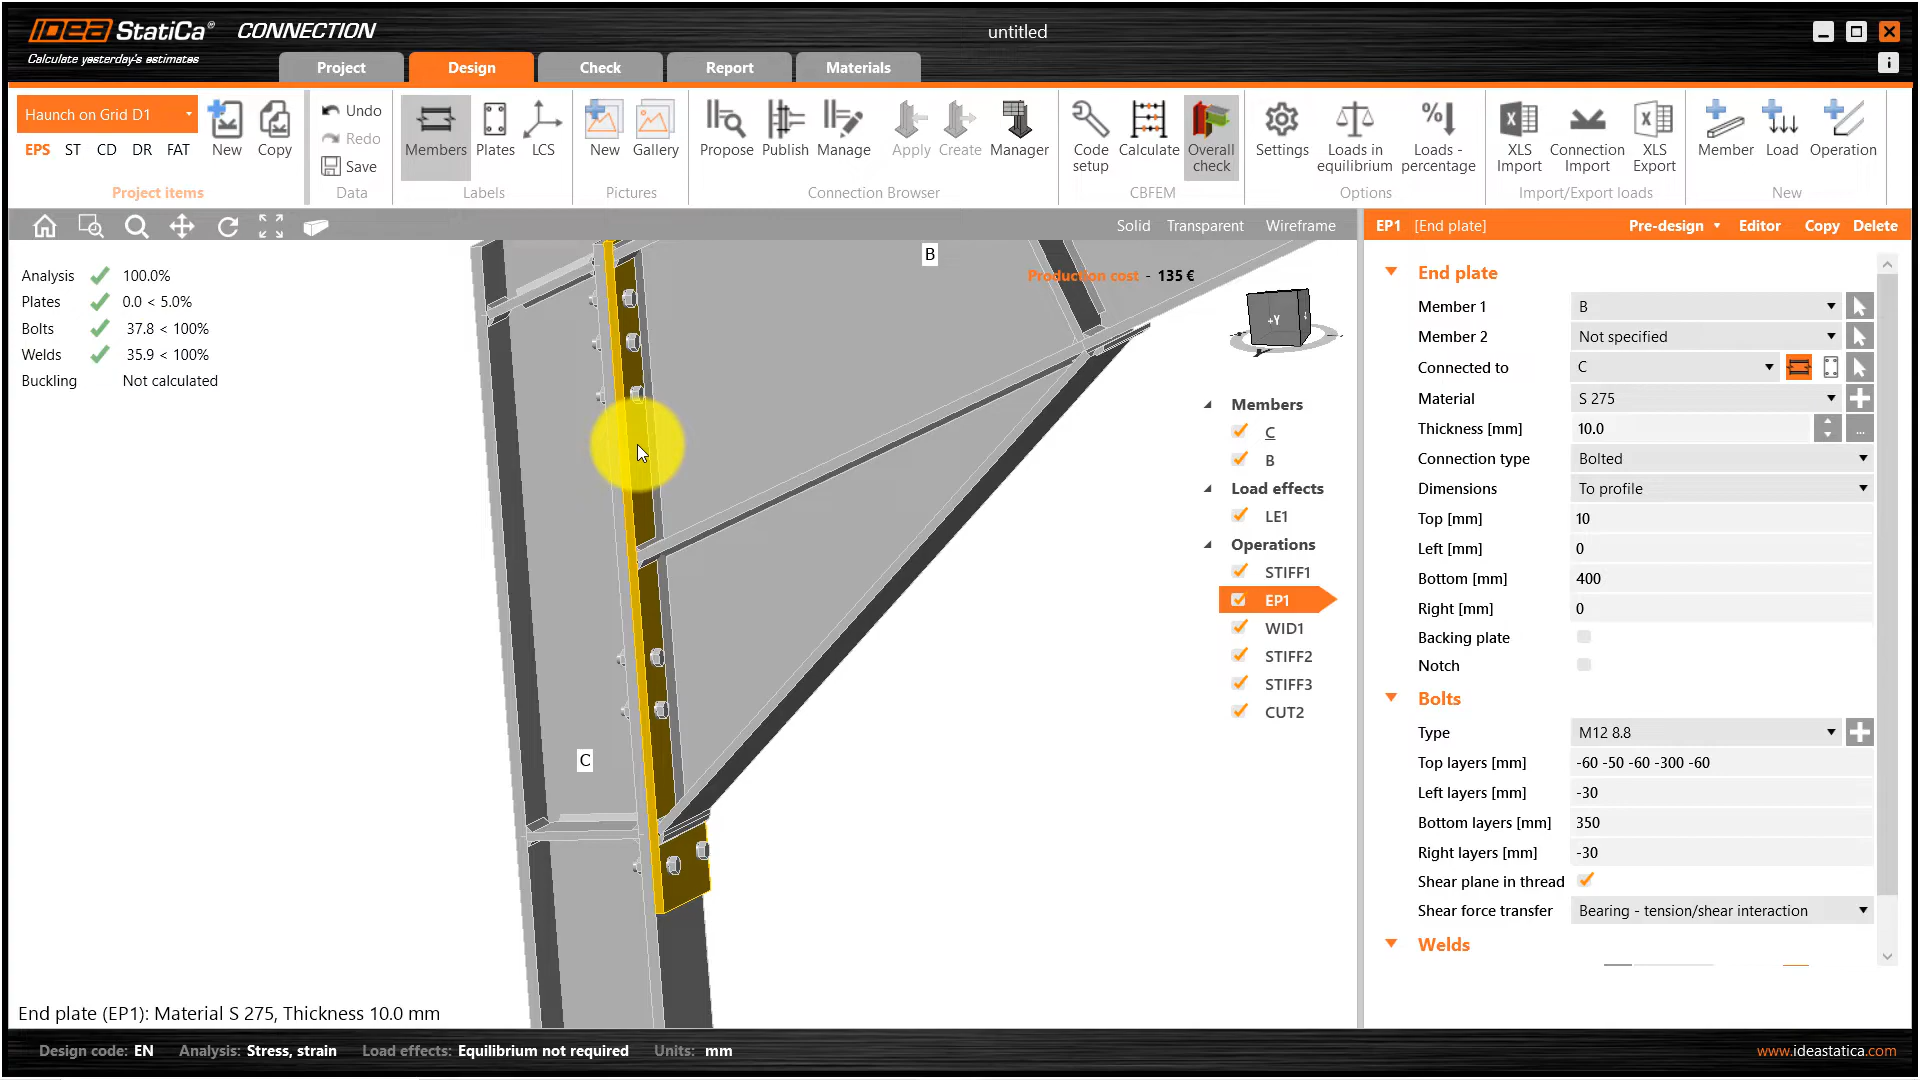 IDEA StatiCa® CONNECTION
Calculate yesterday's estimates
untitled
Project
Design
Check
Report
Materials
i
Haunch on Grid D1
EPS ST CD DR FAT
New
Copy
Project items
Undo
Redo
Save
Data
Members
Plates
LCS
Labels
New
Gallery
Pictures
Propose
Publish
Manage
Apply
Create
Manager
Connection Browser
Code setup
Calculate
Overall check
CBFEM
Settings
Loads in equilibrium
Loads - percentage
Options
XLS Import
Connection Import
XLS Export
Import/Export loads
Member
Load
Operation
New
Solid Transparent Wireframe
EP1 [End plate]
Pre-design Editor Copy Delete
Analysis 100.0%
Plates 0.0 < 5.0%
Bolts 37.8 < 100%
Welds 35.9 < 100%
Buckling Not calculated
B
Production cost - 135 €
+Y
C
Members
C
B
Load effects
LE1
Operations
STIFF1
EP1
WID1
STIFF2
STIFF3
CUT2
End plate
Member 1 B
Member 2 Not specified
Connected to C
Material S 275
Thickness [mm] 10.0 ...
Connection type Bolted
Dimensions To profile
Top [mm] 10
Left [mm] 0
Bottom [mm] 400
Right [mm] 0
Backing plate
Notch
Bolts
Type M12 8.8
Top layers [mm] -60 -50 -60 -300 -60
Left layers [mm] -30
Bottom layers [mm] 350
Right layers [mm] -30
Shear plane in thread
Shear force transfer Bearing - tension/shear interaction
Welds
End plate (EP1): Material S 275, Thickness 10.0 mm
Design code: EN Analysis: Stress, strain Load effects: Equilibrium not required Units: mm
www.ideastatica.com